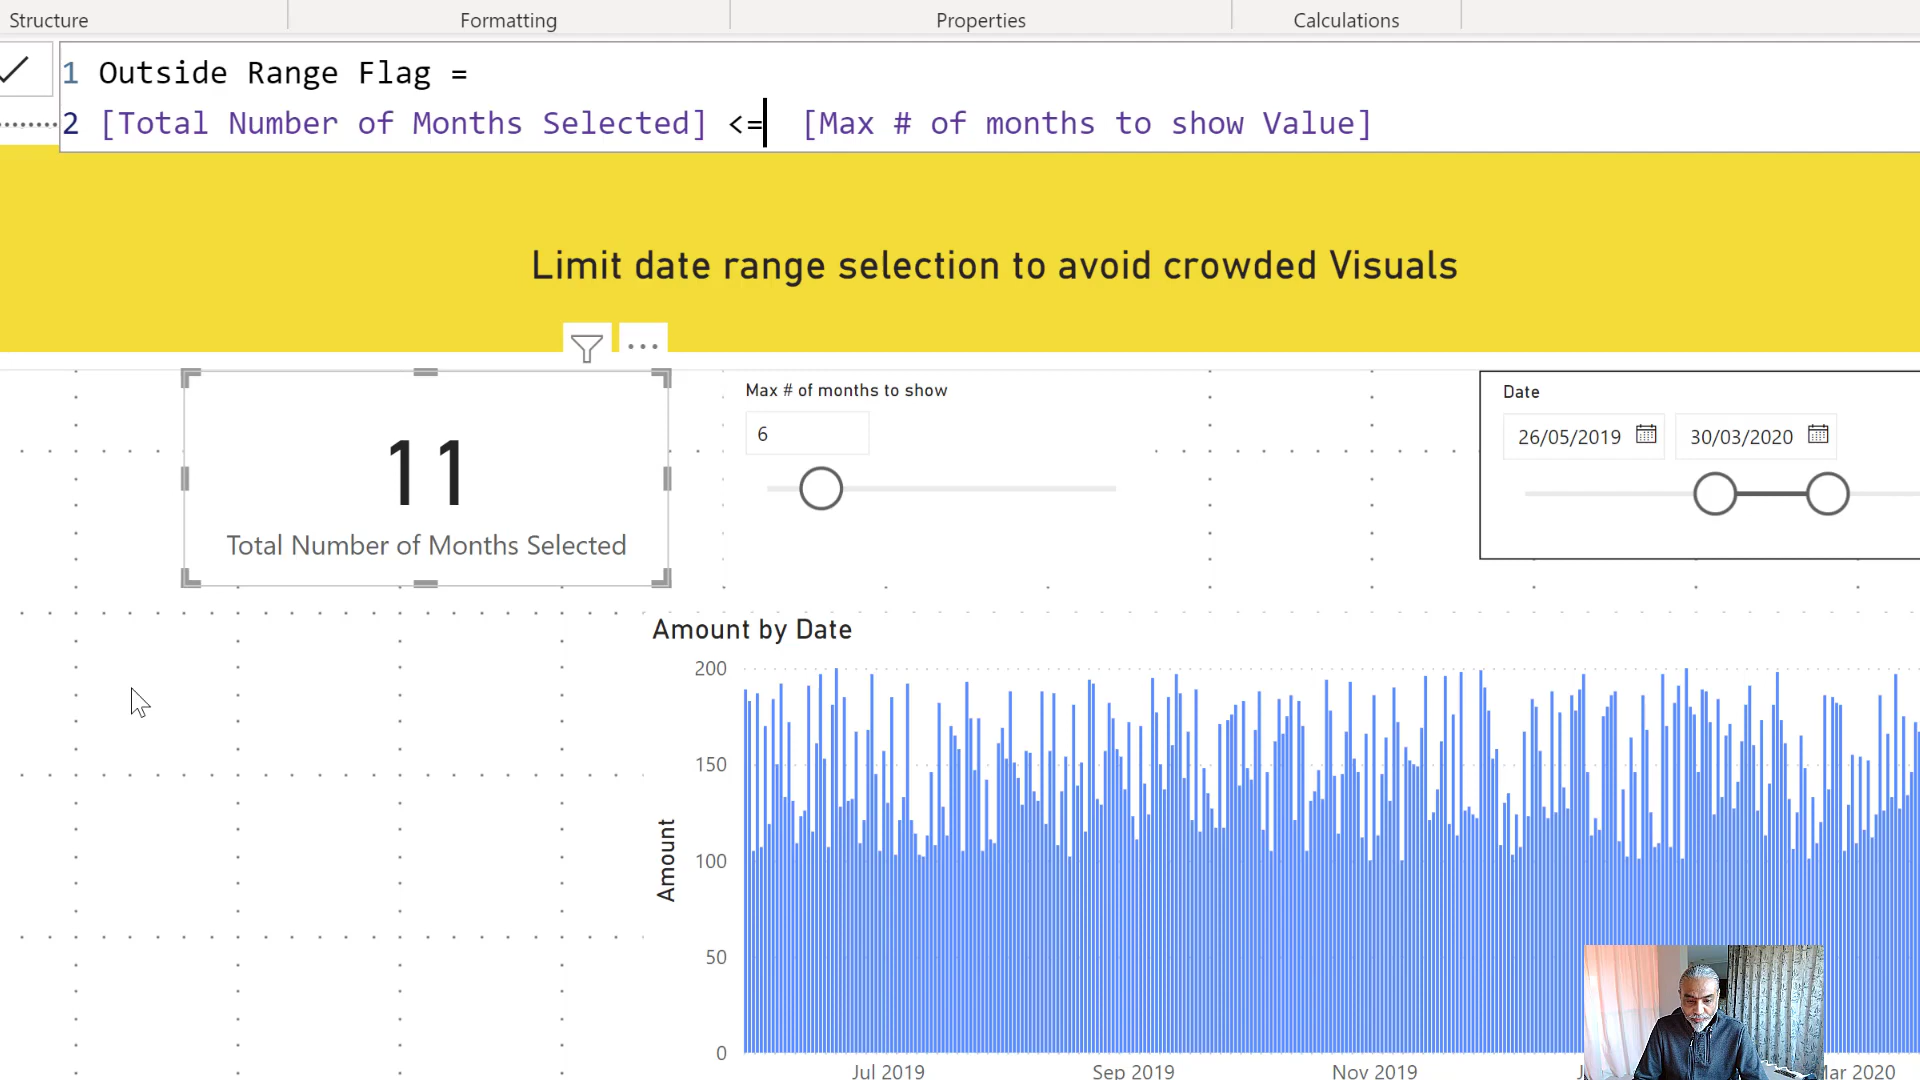 Structure
Formatting
Properties
Calculations
1 Outside Range Flag =
2 [Total Number of Months Selected] <= [Max # of months to show Value]
Limit date range selection to avoid crowded Visuals
11
Total Number of Months Selected
Max # of months to show
6
Date
26/05/2019
30/03/2020
Amount by Date
Amount
200
150
100
50
0
Jul 2019
Sep 2019
Nov 2019
2020